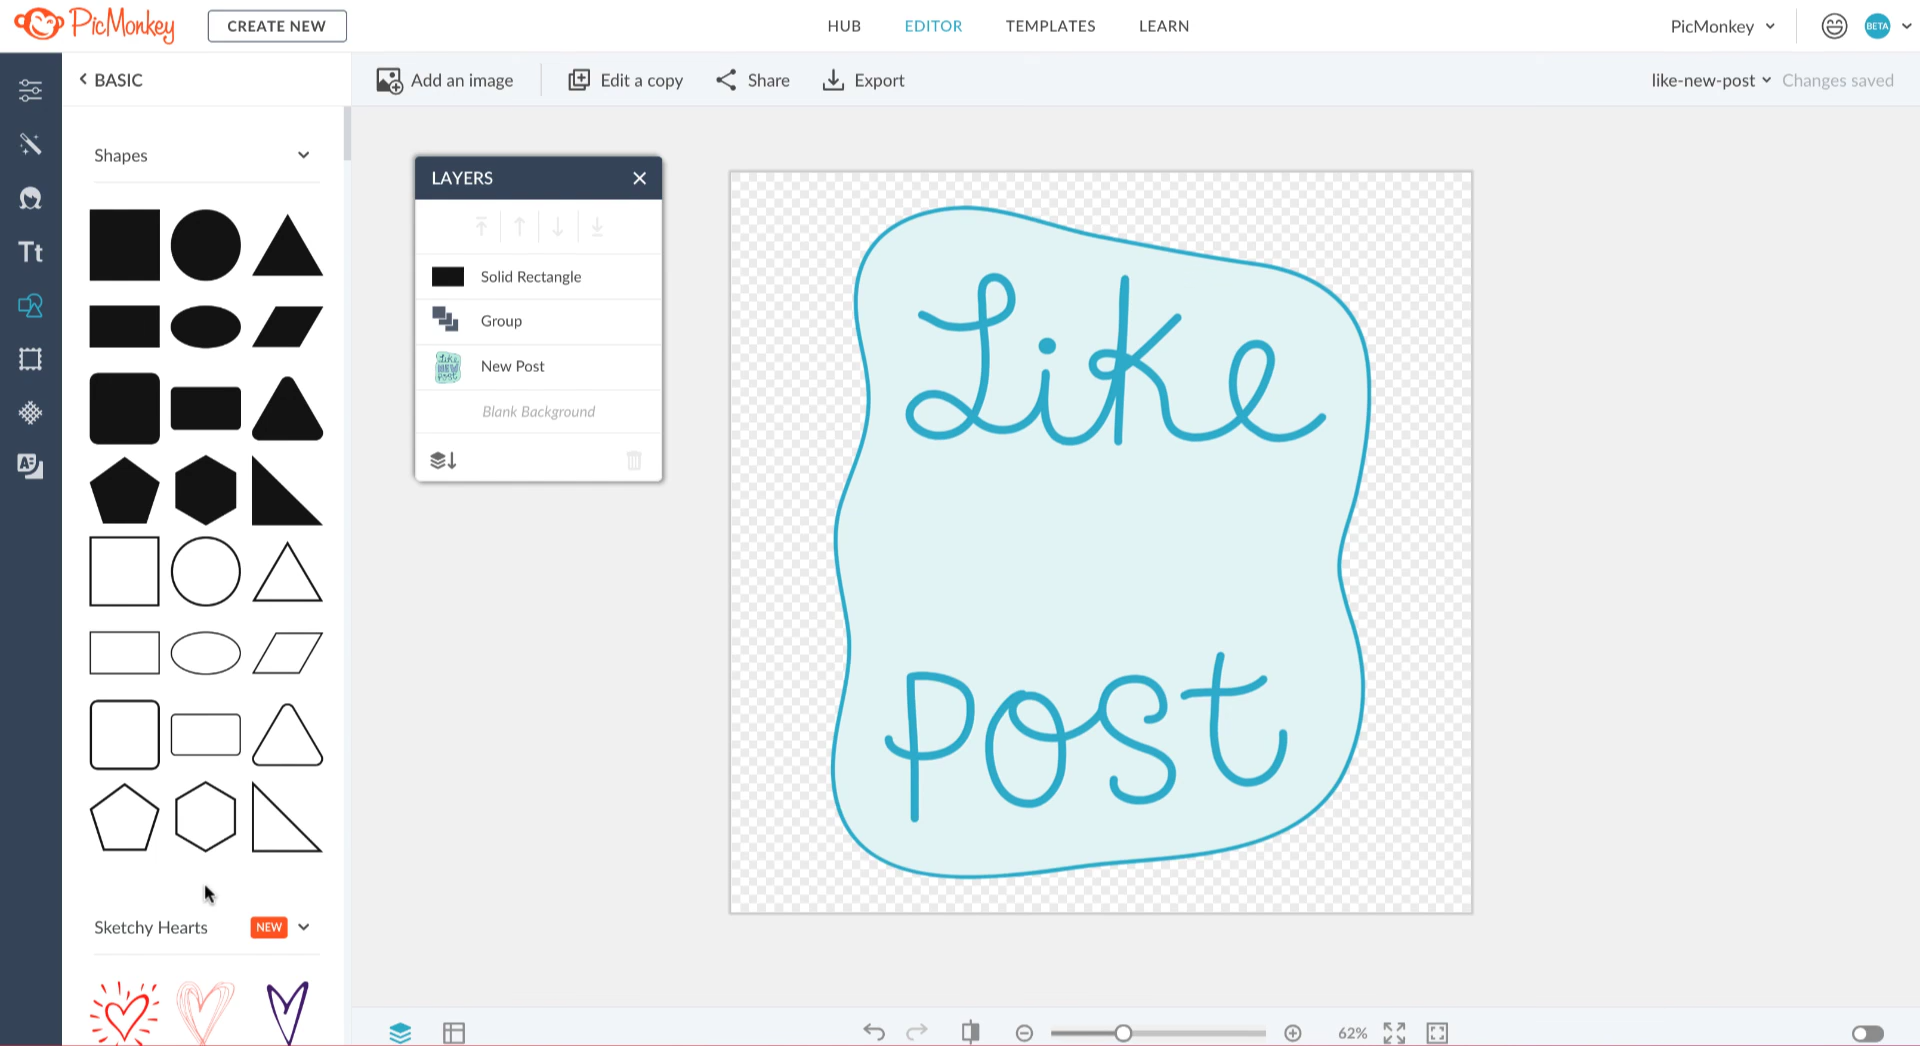 PicMonkey
CREATE NEW
HUB
EDITOR
TEMPLATES
LEARN
PicMonkey
BETA
BASIC
Add an image
Edit a copy
Share
Export
like-new-post
Changes saved
Shapes
Tt
LAYERS
Solid Rectangle
Group
New Post
Blank Background
Like
post
Sketchy Hearts
NEW
62%